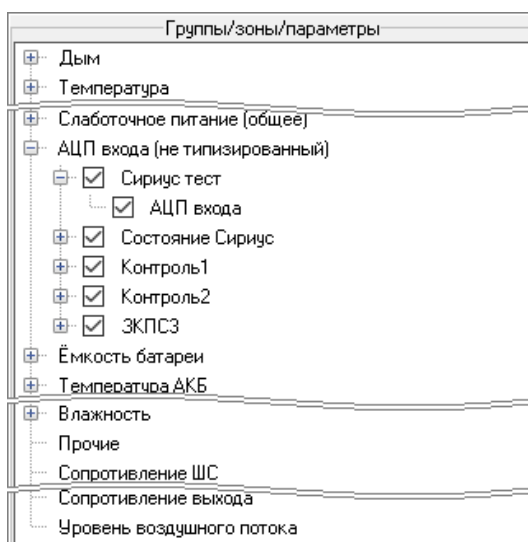 Группы/зоны/параметры
Дым
Температура
Слаботочное питание (общее)
АЦП входа (не типизированный)
Сириус тест
АЦП входа
Состояние Сириус
Контроль1
Контроль2
ЗКПСЗ
Ёмкость батареи
Температура АКБ
Влажность
Прочие
Сопротивление ШС
Сопротивление выхода
Уровень воздушного потока